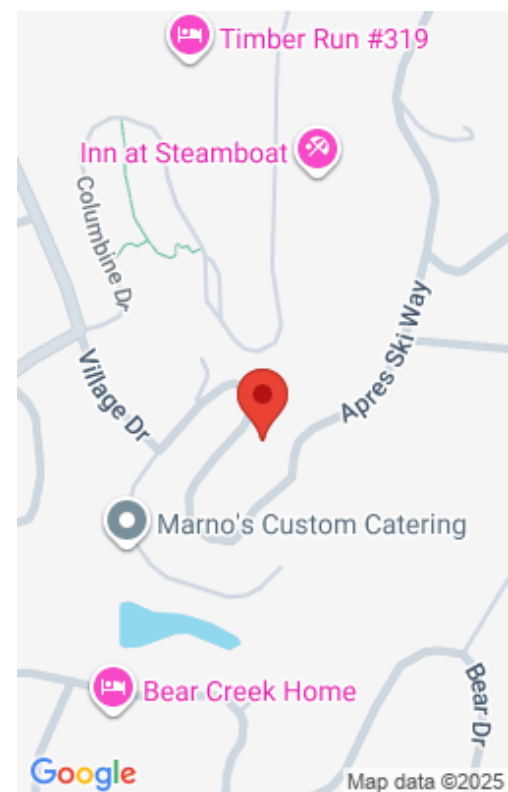 Timber Run #319
Inn at Steamboat
Columbine Dr
Apres Ski Way
Village Dr
Marno's Custom Catering
Bear Creek Home
Bear Dr
Google
Map data ©2025